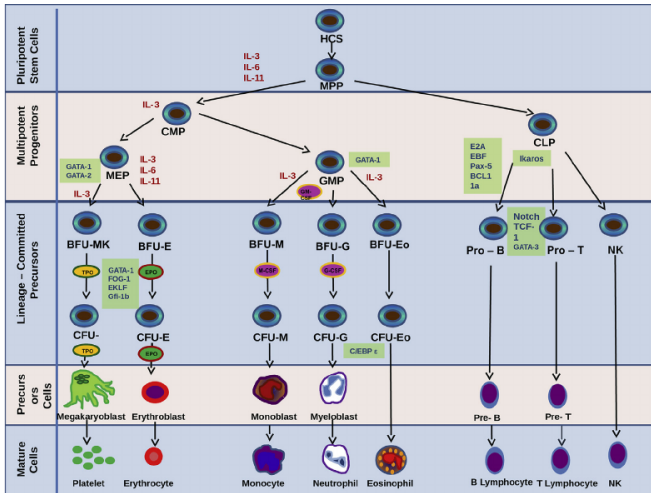 Pluripotent
Stem Cells
HCS
IL-3
IL-6
IL-11
MPP
Multipotent
Progenitors
IL-3
CMP
CLP
GATA-1
GATA-2
MEP
IL-3
IL-6
IL-11
IL-3
GMP
GATA-1
IL-3
GM-
CSF
IL-3
E2A
EBF
Pax-5
BCL1
1a
Ikaros
Lineage – Committed
Precursors
BFU-MK
BFU-E
BFU-M
BFU-G
BFU-Eo
Pro – B
Notch
TCF-
1
GATA-3
Pro – T
NK
TPO
GATA-1
FOG-1
EKLF
Gfi-1b
EPO
M-CSF
G-CSF
CFU-
CFU-E
CFU-M
CFU-G
CFU-Eo
TPO
EPO
C/EBP ε
Precurs
ors Cells
Megakaryoblast
Erythroblast
Monoblast
Myeloblast
Pre- B
Pre- T
Mature
Cells
Platelet
Erythrocyte
Monocyte
Neutrophil
Eosinophil
B Lymphocyte
T Lymphocyte
NK